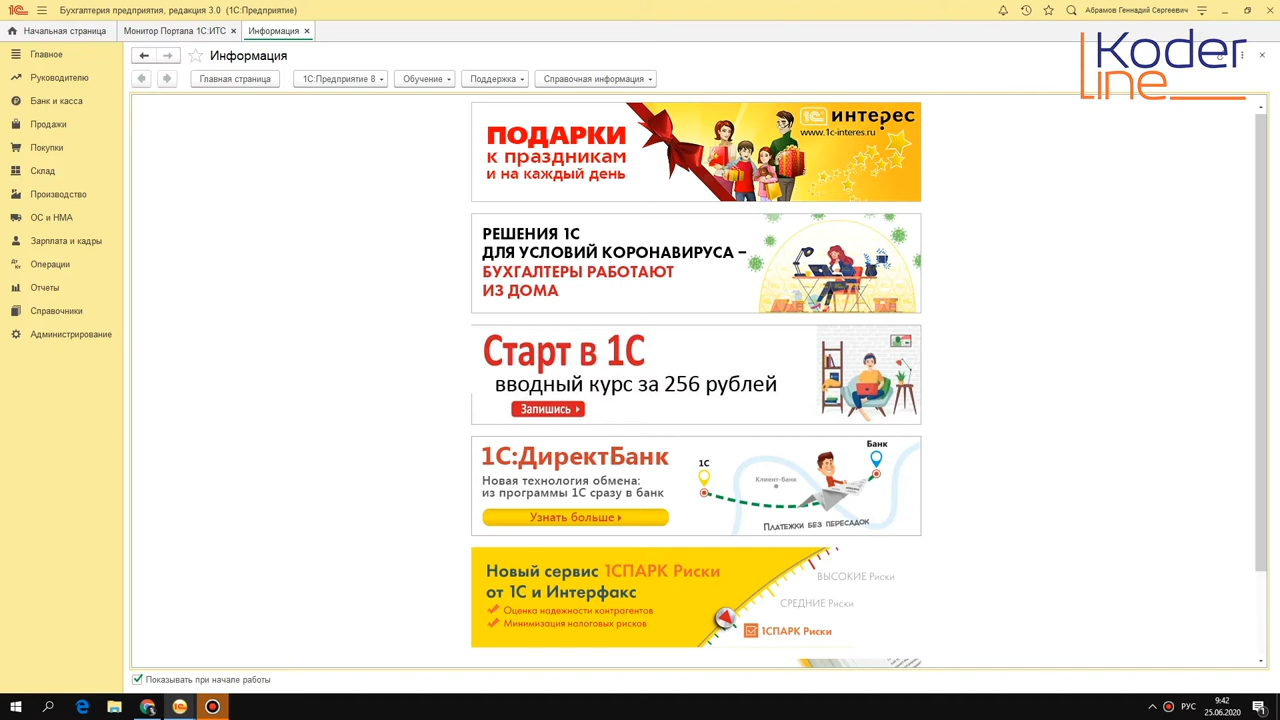 Бухгалтерия предприятия, редакция 3.0 (1С:Предприятие)
Абрамов Геннадий Сергеевич
Начальная страница
Монитор Портала 1С:ИТС
Информация
Koder
line
Главное
Руководителю
Банк и касса
Продажи
Покупки
Склад
Производство
ОС и НМА
Зарплата и кадры
Операции
Отчеты
Справочники
Администрирование
Информация
Главная страница
1С:Предприятие 8
Обучение
Поддержка
Справочная информация
ПОДАРКИ
к праздникам
и на каждый день
1С интерес
www.1c-interes.ru
РЕШЕНИЯ 1С
ДЛЯ УСЛОВИЙ КОРОНАВИРУСА –
БУХГАЛТЕРЫ РАБОТАЮТ
ИЗ ДОМА
Старт в 1С
вводный курс за 256 рублей
Запишись
1С:ДиректБанк
Новая технология обмена:
из программы 1С сразу в банк
Узнать больше
1С
Клиент-банк
Банк
Платежки без пересадок
Новый сервис 1СПАРК Риски
от 1С и Интерфакс
Оценка надежности контрагентов
Минимизация налоговых рисков
ВЫСОКИЕ Риски
СРЕДНИЕ Риски
1СПАРК Риски
Показывать при начале работы
РУС
9:42
25.06.2020